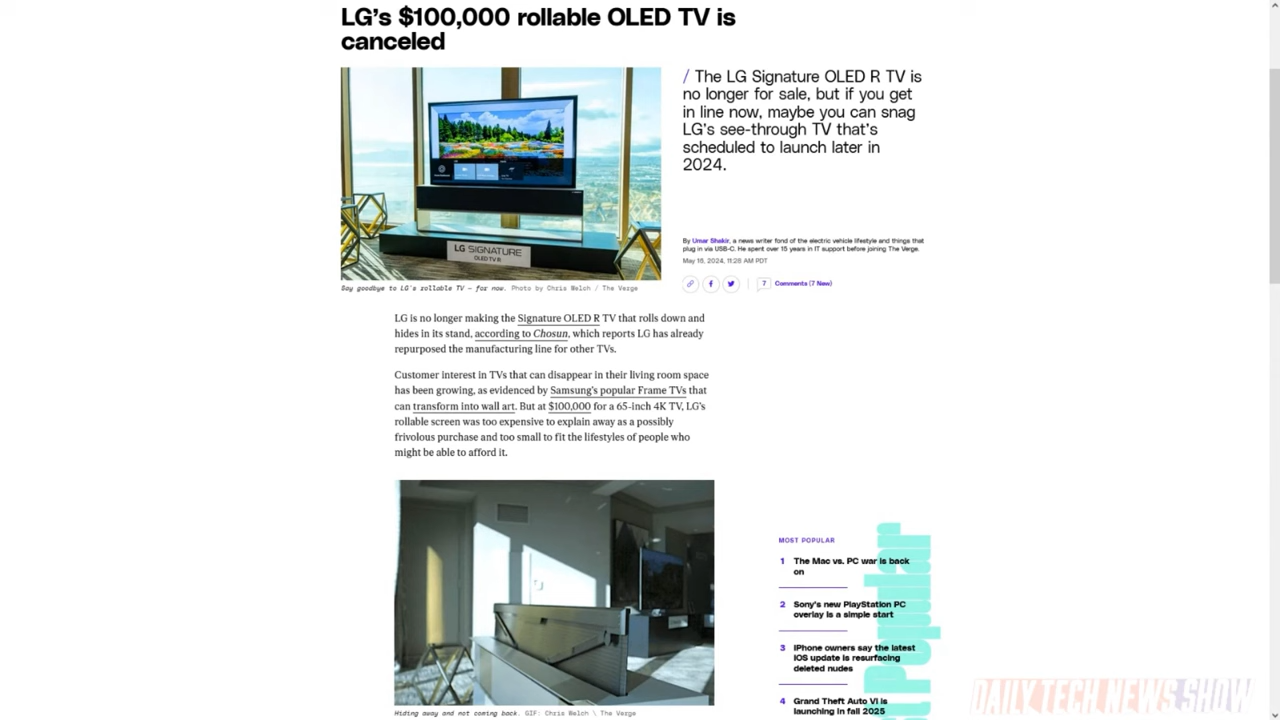 LG's $100,000 rollable OLED TV is
canceled
/ The LG Signature OLED R TV is
no longer for sale, but if you get
in line now, maybe you can snag
LG's see-through TV that's
scheduled to launch later in
2024.
LG SIGNATURE
OLED TV R
By Umar Shakir, a news writer fond of the electric vehicle lifestyle and things that
plug in via USB-C. He spent over 15 years in IT support before joining The Verge.
May 16, 2024, 11:28 AM PDT
7 Comments (7 New)
Say goodbye to LG's rollable TV — for now. Photo by Chris Welch / The Verge
LG is no longer making the Signature OLED R TV that rolls down and
hides in its stand, according to Chosun, which reports LG has already
repurposed the manufacturing line for other TVs.
Customer interest in TVs that can disappear in their living room space
has been growing, as evidenced by Samsung's popular Frame TVs that
can transform into wall art. But at $100,000 for a 65-inch 4K TV, LG's
rollable screen was too expensive to explain away as a possibly
frivolous purchase and too small to fit the lifestyles of people who
might be able to afford it.
Hiding away and not coming back. GIF: Chris Welch \ The Verge
MOST POPULAR
1 The Mac vs. PC war is back
on
2 Sony's new PlayStation PC
overlay is a simple start
3 iPhone owners say the latest
iOS update is resurfacing
deleted nudes
4 Grand Theft Auto VI is
launching in fall 2025
Popular
DAILY TECH NEWS SHOW